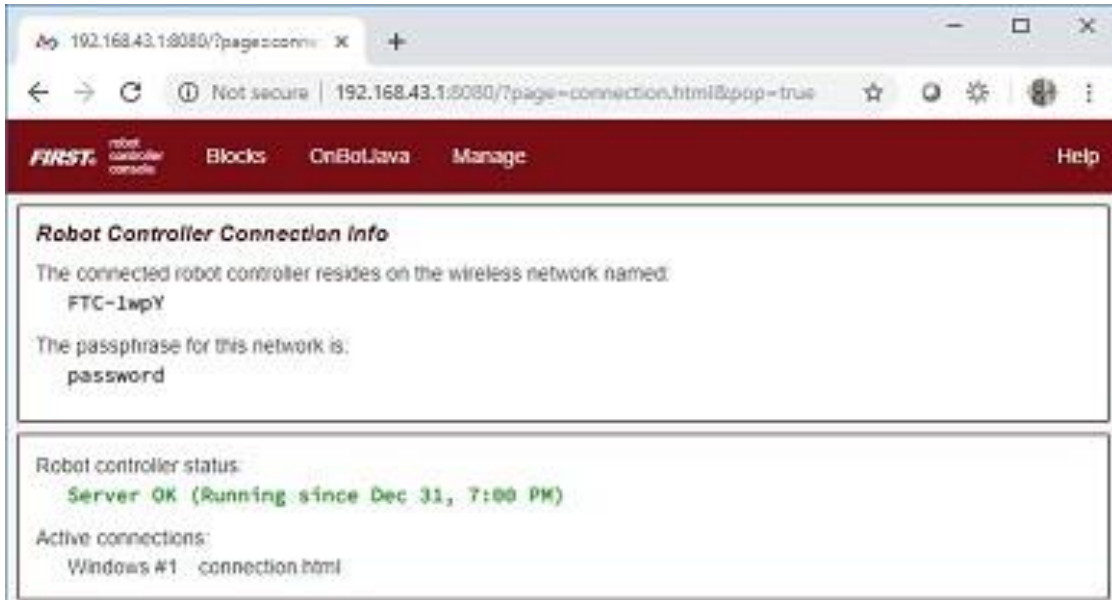 192.168.43.1:8080/?page=conn
Not secure | 192.168.43.1:8080/?page=connection.html&pop=true
FIRST. robot controller console Blocks OnBotJava Manage Help
Robot Controller Connection Info
The connected robot controller resides on the wireless network named:
FTC-1wpY
The passphrase for this network is:
password
Robot controller status:
Server OK (Running since Dec 31, 7:00 PM)
Active connections:
Windows #1 connection.html